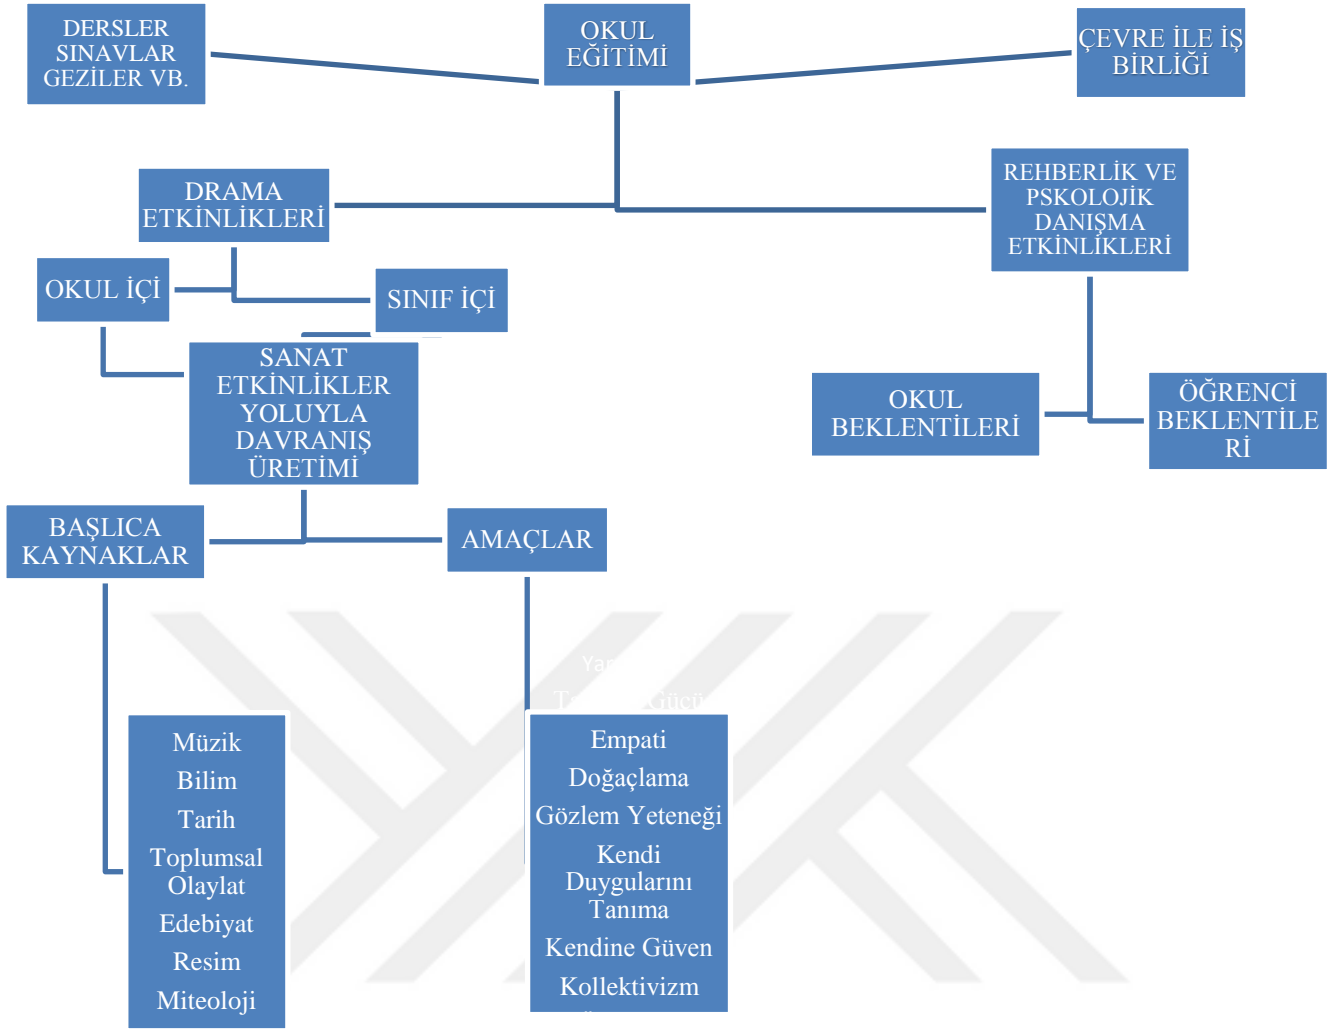 DERSLER
SINAVLAR
GEZİLER VB.
OKUL
EĞİTİMİ
ÇEVRE İLE İŞ
BİRLİĞİ
DRAMA
ETKİNLİKLERİ
REHBERLİK VE
PSKOLOJİK
DANIŞMA
ETKİNLİKLERİ
OKUL İÇİ
SINIF İÇİ
SANAT
ETKİNLİKLER
YOLUYLA
DAVRANIŞ
ÜRETİMİ
OKUL
BEKLENTİLERİ
ÖĞRENCİ
BEKLENTİLE
Rİ
BAŞLICA
KAYNAKLAR
AMAÇLAR
Müzik
Bilim
Tarih
Toplumsal
Olaylat
Edebiyat
Resim
Miteoloji
Gücü
Empati
Doğaçlama
Gözlem Yeteneği
Kendi
Duygularını
Tanıma
Kendine Güven
Kollektivizm